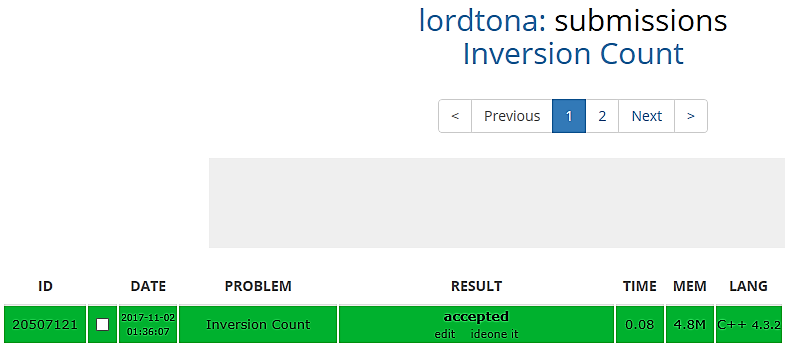 lordtona: submissions
Inversion Count
< Previous 1 2 Next >
ID DATE PROBLEM RESULT TIME MEM LANG
20507121 2017-11-02 01:36:07 Inversion Count accepted edit ideone it 0.08 4.8M C++ 4.3.2